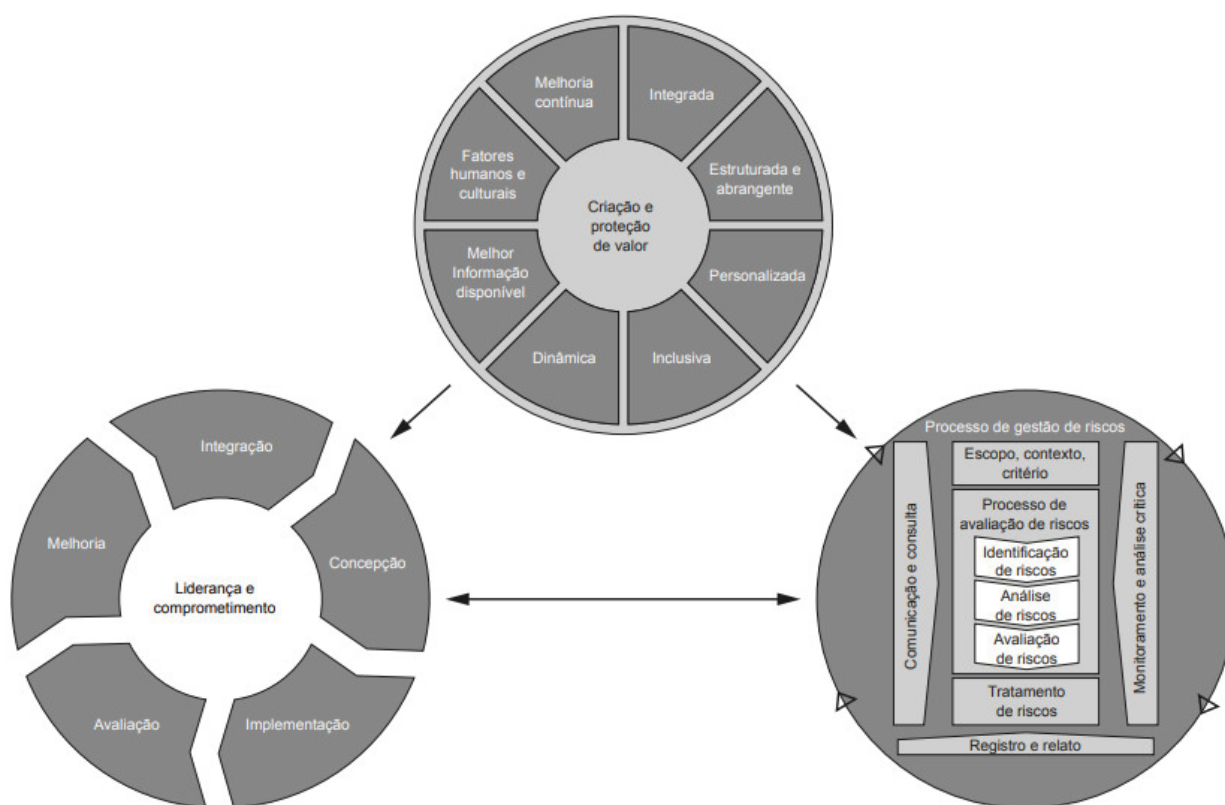 Melhoria
contínua
Integrada
Fatores
humanos e
culturais
Estruturada e
abrangente
Criação e
proteção
de valor
Melhor
Informação
disponível
Personalizada
Dinâmica
Inclusiva
Integração
Melhoria
Concepção
Liderança e
comprometimento
Avaliação
Implementação
Processo de gestão de riscos
Escopo, contexto,
critério
Processo de
avaliação de riscos
Identificação
de riscos
Análise
de riscos
Avaliação
de riscos
Tratamento
de riscos
Comunicação e consulta
Monitoramento e análise crítica
Registro e relato